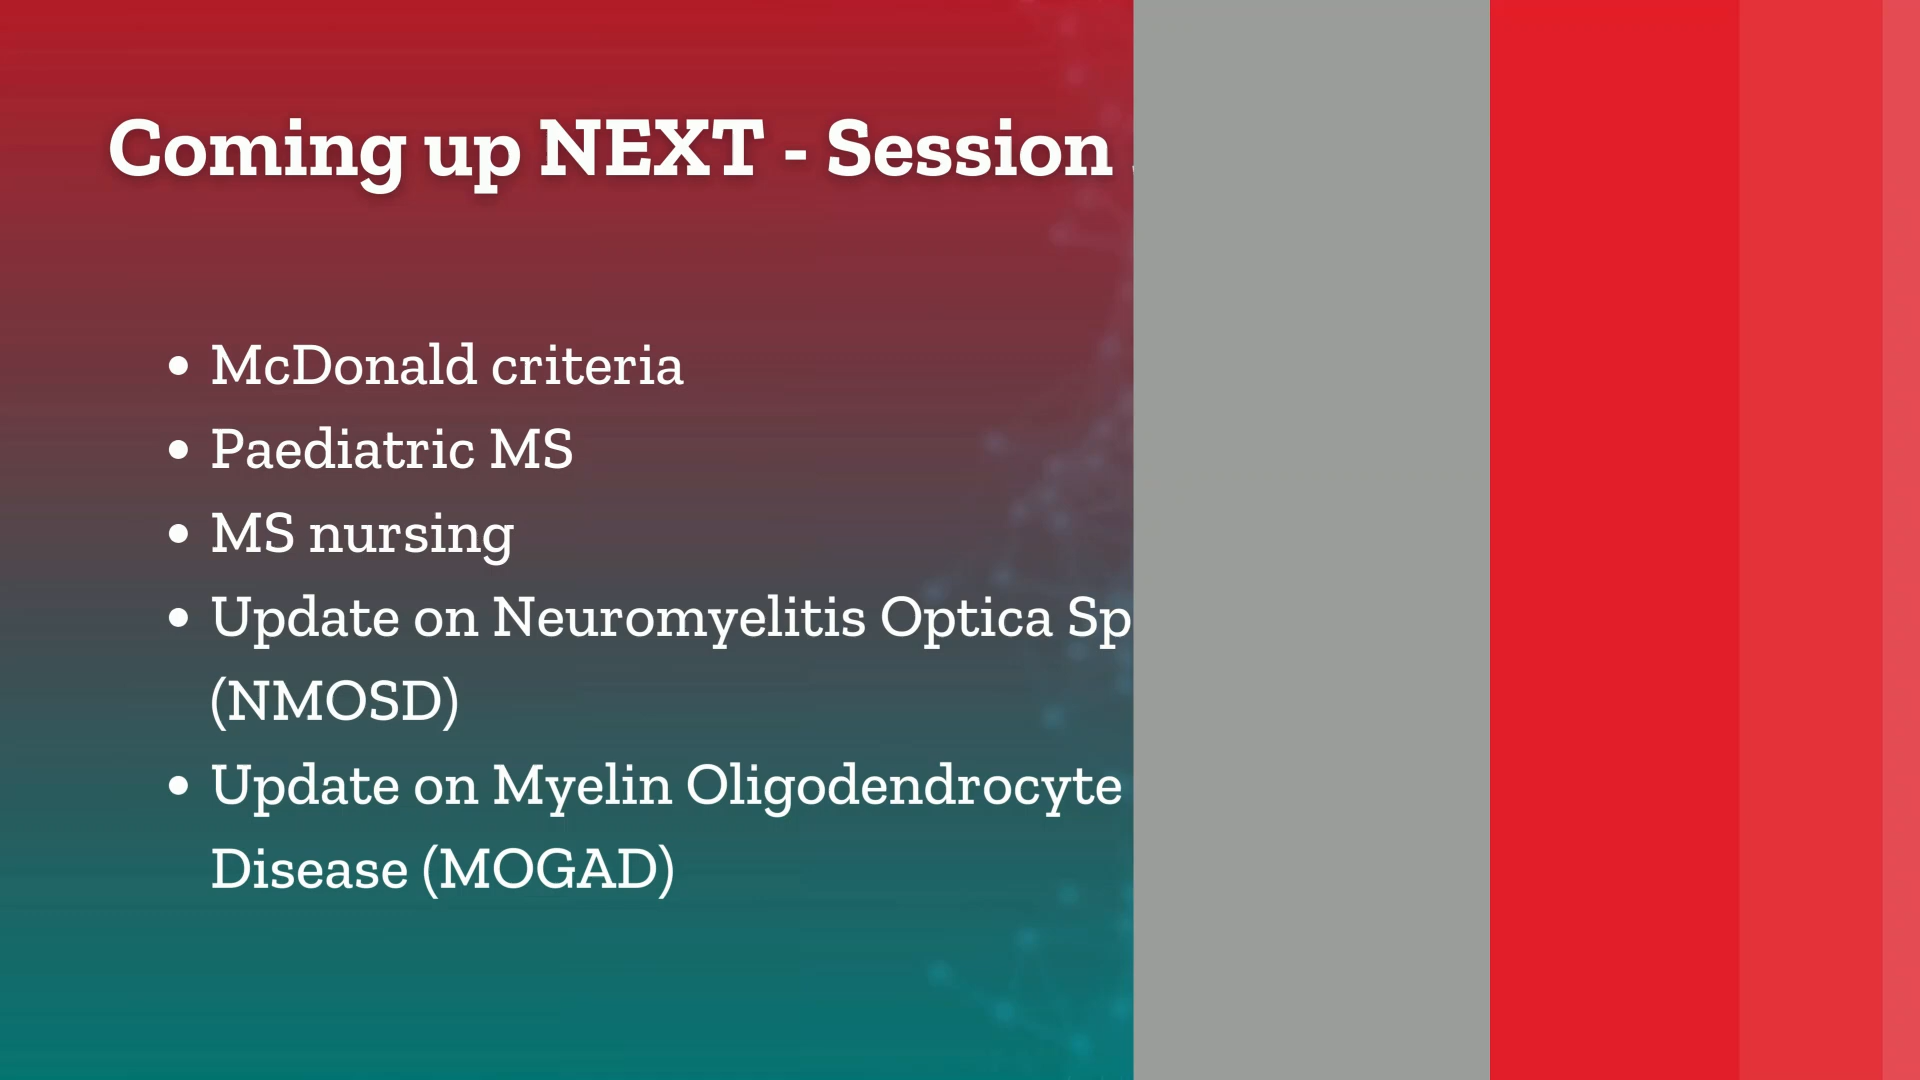 Coming up NEXT - Session
McDonald criteria
Paediatric MS
MS nursing
Update on Neuromyelitis Optica Sp
(NMOSD)
Update on Myelin Oligodendrocyte
Disease (MOGAD)